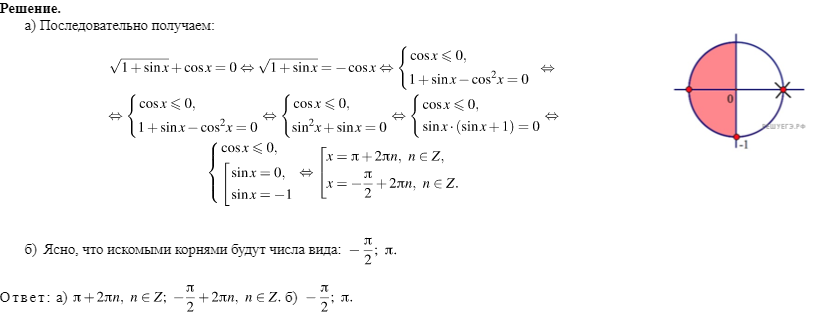 Решение.
а) Последовательно получаем:
√(1+sin x) + cos x = 0 ⇔ √(1+sin x) = −cos x ⇔ { cos x ⩽ 0, 1+sin x−cos²x = 0 ⇔
⇔ { cos x ⩽ 0, 1+sin x−cos²x = 0 ⇔ { cos x ⩽ 0, sin²x+sin x = 0 ⇔ { cos x ⩽ 0, sin x·(sin x+1) = 0 ⇔
{ cos x ⩽ 0, [ sin x = 0, sin x = −1 ⇔ [ x = π+2πn, n ∈ Z, x = −π/2+2πn, n ∈ Z.
0
-1
РЕШУЕГЭ.РФ
б) Ясно, что искомыми корнями будут числа вида: −π/2; π.
Ответ: а) π+2πn, n ∈ Z; −π/2+2πn, n ∈ Z. б) −π/2; π.